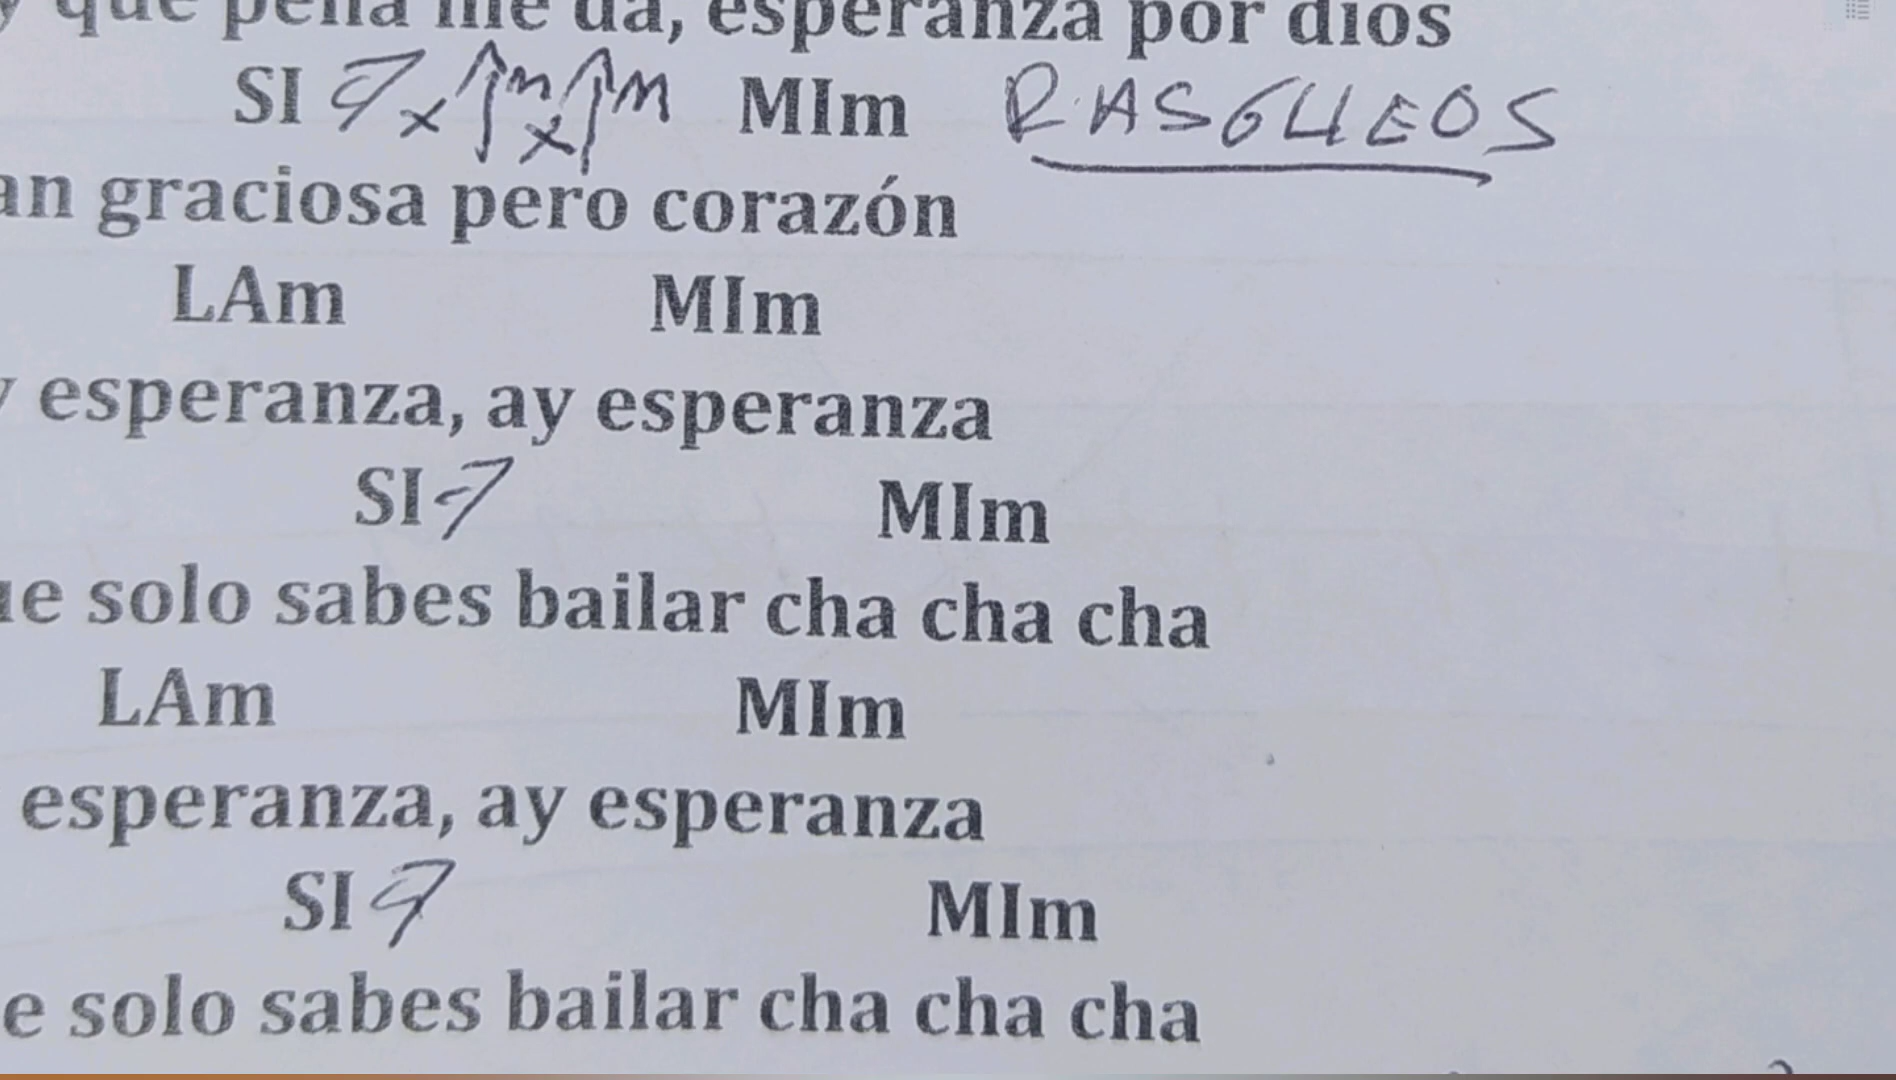 que pena me da, esperanza por dios
SI 7 x ↑ m x ↑ m MIm RASGUEOS
an graciosa pero corazón
LAm MIm
y esperanza, ay esperanza
SI 7 MIm
ue solo sabes bailar cha cha cha
LAm MIm
esperanza, ay esperanza
SI 7 MIm
e solo sabes bailar cha cha cha